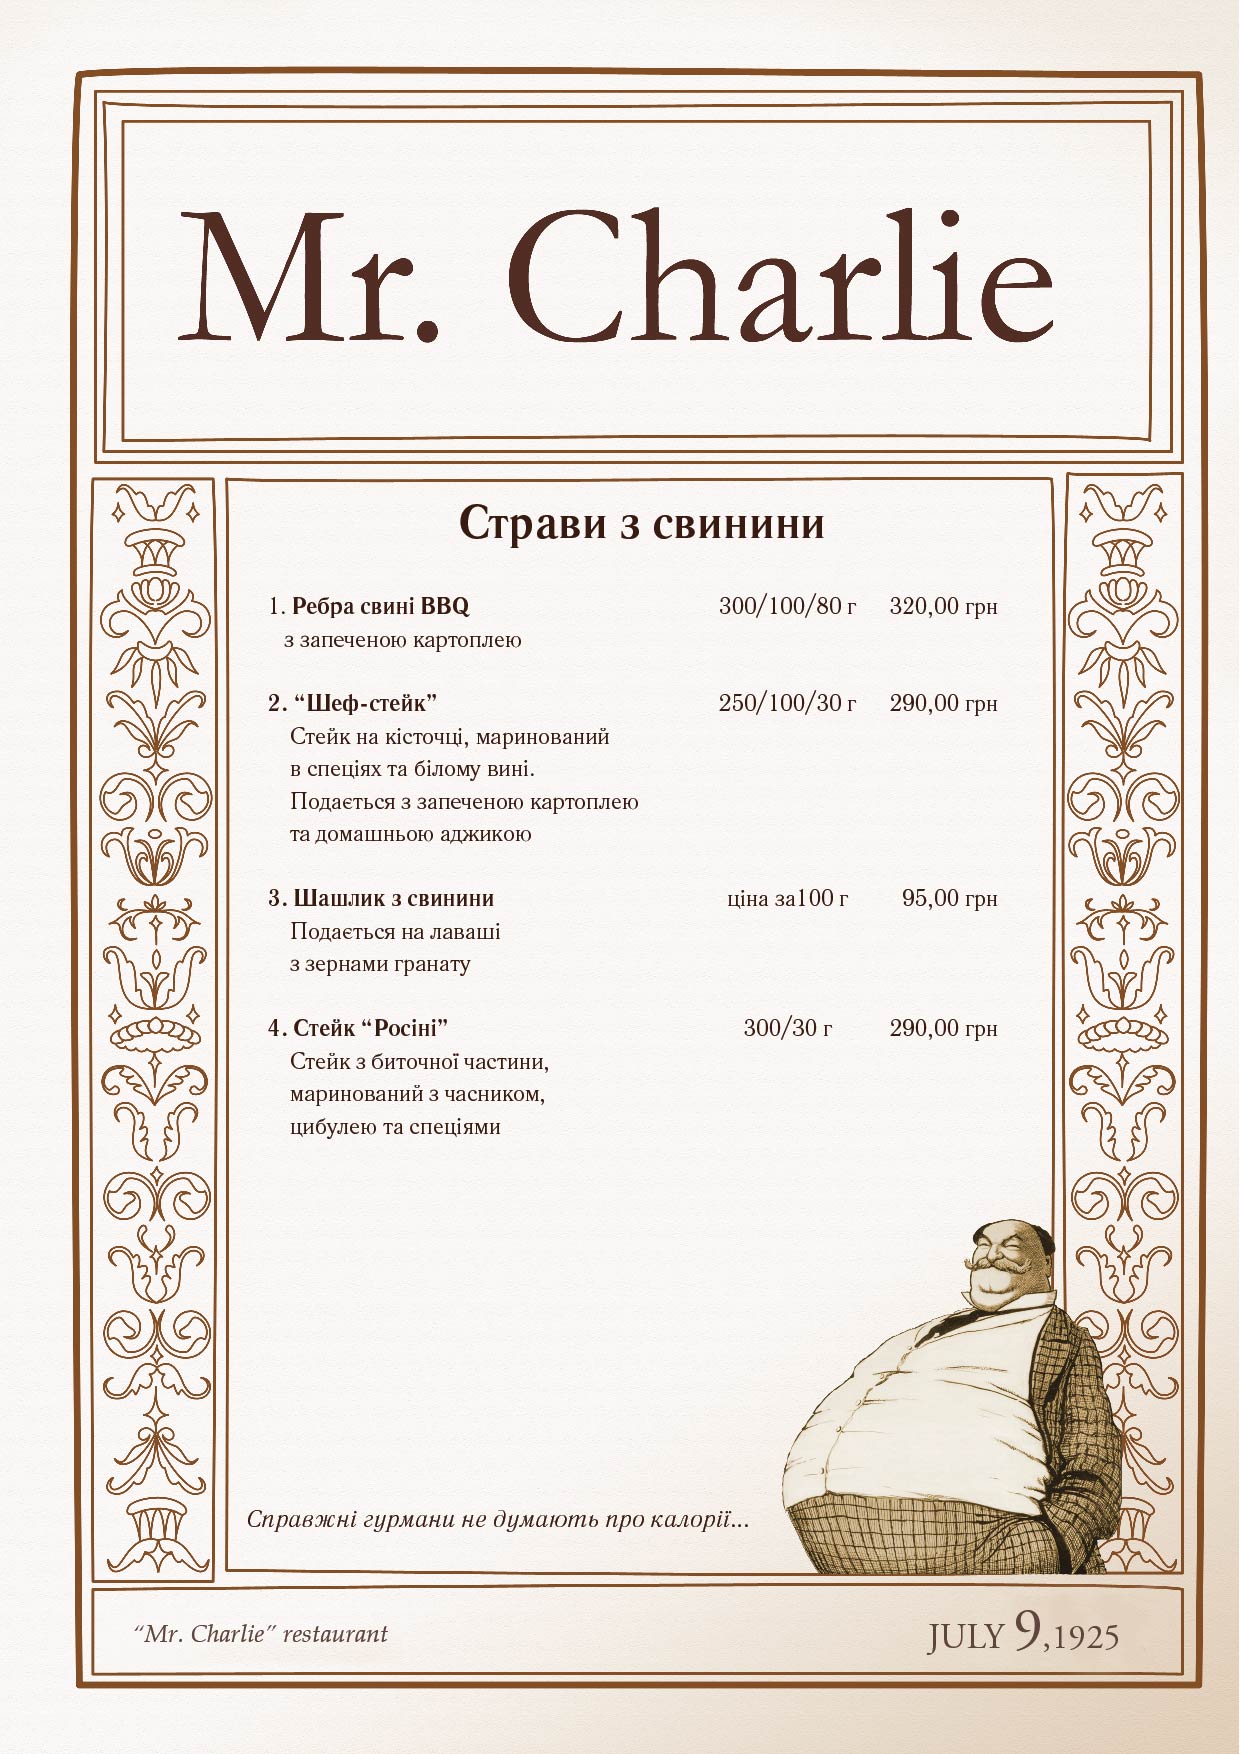 Mr. Charlie
Страви з свинини
1. Ребра свині BBQ 300/100/80 г 320,00 грн
з запеченою картоплею
2. “Шеф-стейк” 250/100/30 г 290,00 грн
Стейк на кісточці, маринований
в спеціях та білому вині.
Подається з запеченою картоплею
та домашньою аджикою
3. Шашлик з свинини ціна за100 г 95,00 грн
Подається на лаваші
з зернами гранату
4. Стейк “Росіні” 300/30 г 290,00 грн
Стейк з биточної частини,
маринований з часником,
цибулею та спеціями
Справжні гурмани не думають про калорії...
“Mr. Charlie” restaurant JULY 9,1925